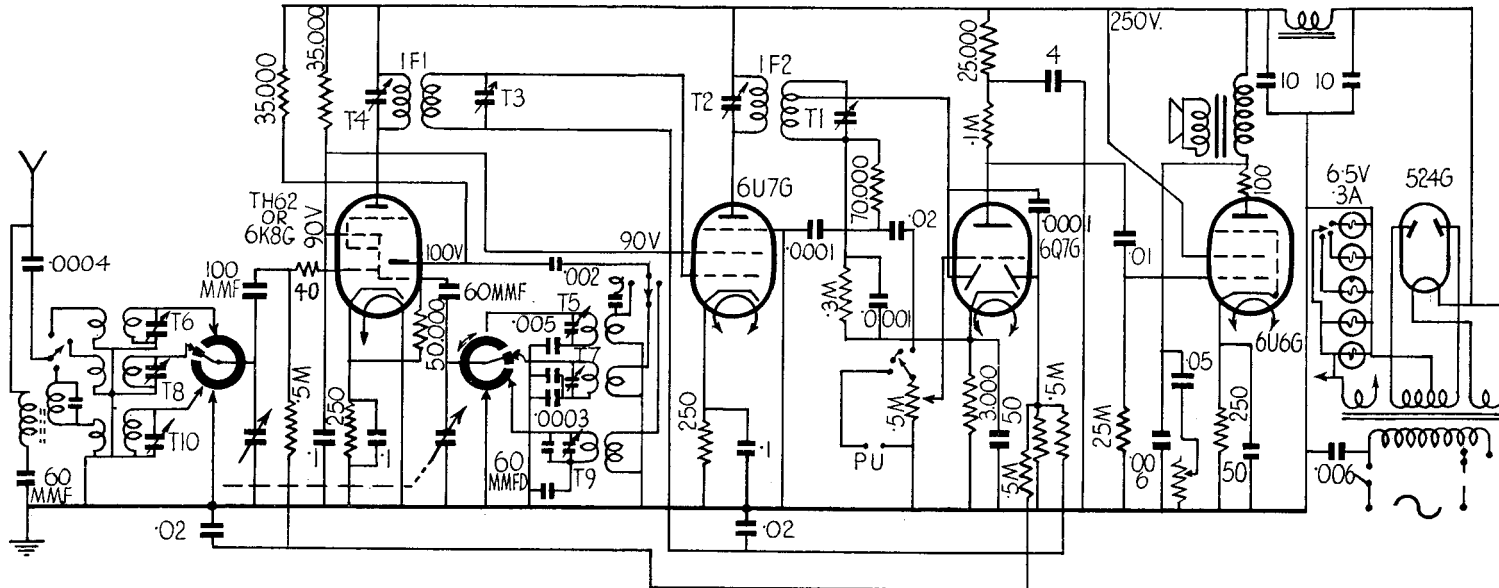 250V.
35.000
35.000
1F1
T4
T3
1F2
T2
T1
25.000
4
.1M
10
10
.0004
TH62
OR
6K8G
90V
100V
100
MMF
40
60MMF
.002
T5
.005
T6
T8
T10
T7
.0003
T9
60
MMFD
60
MMF
.5M
.1
250
.1
50.000
.02
6U7G
90V
250
.1
.02
.0001
70.000
.02
.3M
.0001
.5M
PU
6Q7G
.0001
3.000
50
.5M
.5M
.01
25M
100
6U6G
.05
.006
250
50
6.5V
.3A
524G
.006